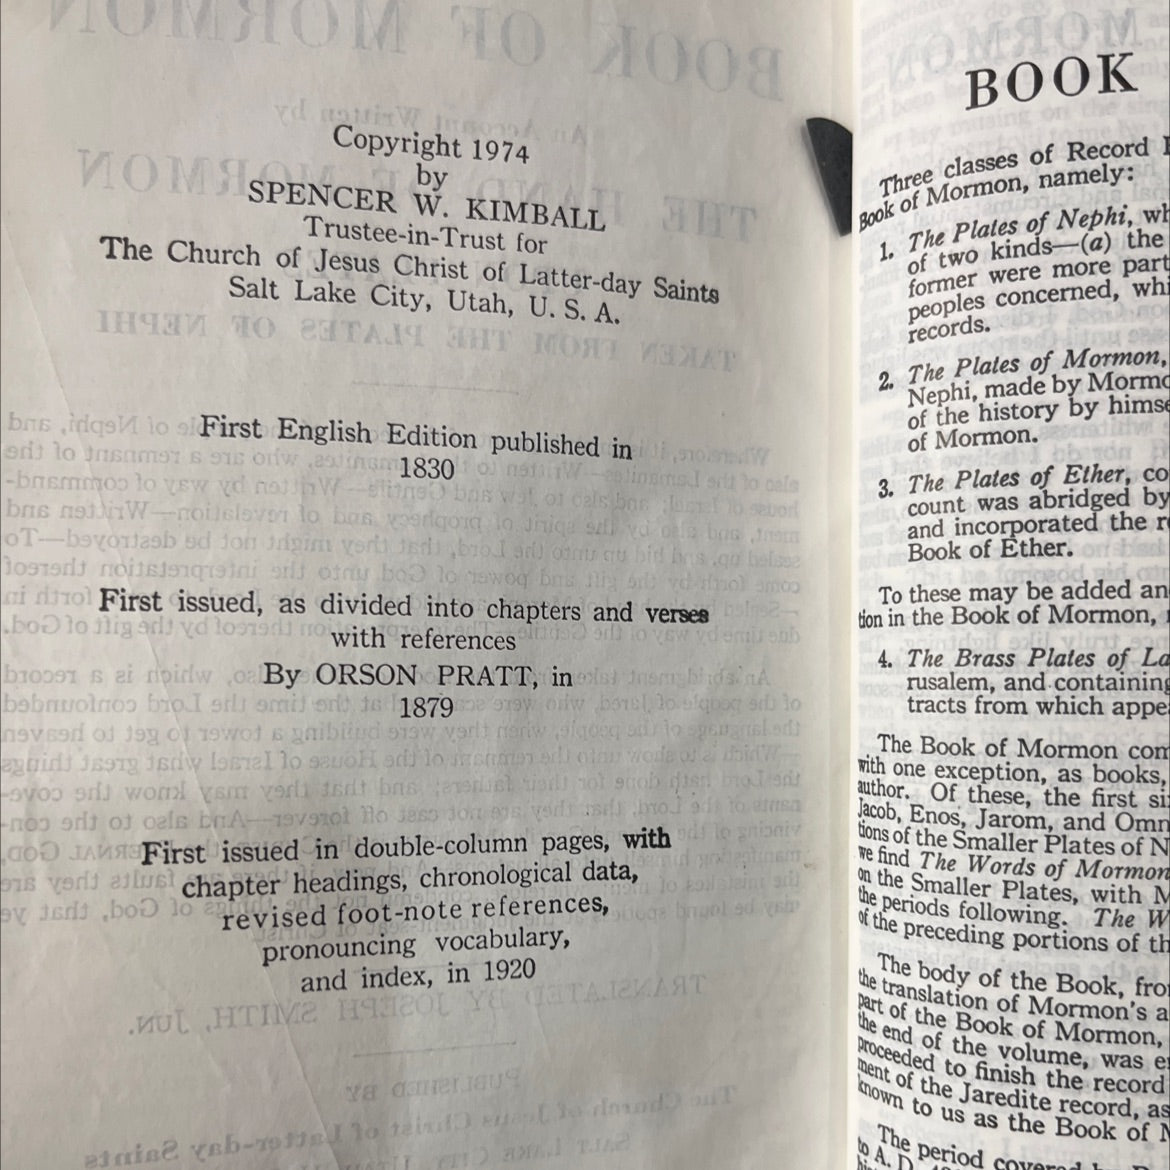 Copyright 1974
by
SPENCER W. KIMBALL
Trustee-in-Trust for
The Church of Jesus Christ of Latter-day Saints
Salt Lake City, Utah, U. S. A.
First English Edition published in
1830
First issued, as divided into chapters and verses
with references
By ORSON PRATT, in
1879
First issued in double-column pages, with
chapter headings, chronological data,
revised foot-note references,
pronouncing vocabulary,
and index, in 1920
BOOK
Three classes of Record
Book of Mormon, namely:
1. The Plates of Nephi, wh
of two kinds—(a) the
former were more part
peoples concerned, whi
records.
2. The Plates of Mormon,
Nephi, made by Mormo
of the history by himse
of Mormon.
3. The Plates of Ether, co
count was abridged by
and incorporated the re
Book of Ether.
To these may be added an
tion in the Book of Mormon,
4. The Brass Plates of La
rusalem, and containing
tracts from which appe
The Book of Mormon com
with one exception, as books,
author. Of these, the first si
Jacob, Enos, Jarom, and Omn
tions of the Smaller Plates of N
we find The Words of Mormon
on the Smaller Plates, with M
the periods following. The W
of the preceding portions of th
The body of the Book, fro
the translation of Mormon's a
part of the Book of Mormon,
the end of the volume, was e
proceeded to finish the record
ment of the Jaredite record, as
known to us as the Book of
The period covered
to A. D.